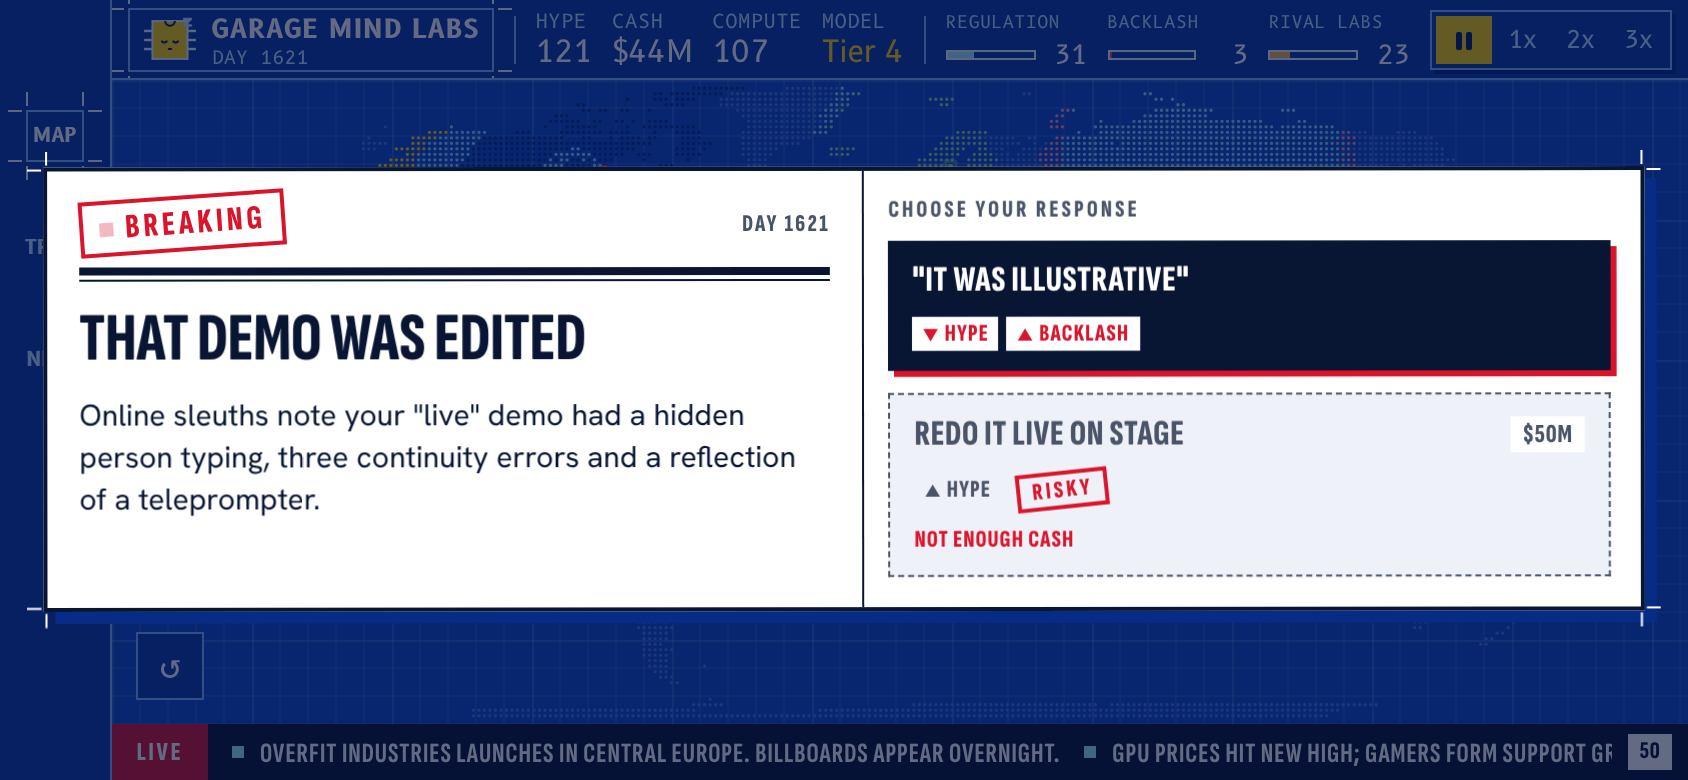 GARAGE MIND LABS
DAY 1621
HYPE
121
CASH
$44M
COMPUTE
107
MODEL
Tier 4
REGULATION
31
BACKLASH
3
RIVAL LABS
23
1x
2x
3x
MAP
BREAKING
DAY 1621
THAT DEMO WAS EDITED
Online sleuths note your "live" demo had a hidden
person typing, three continuity errors and a reflection
of a teleprompter.
CHOOSE YOUR RESPONSE
"IT WAS ILLUSTRATIVE"
▼ HYPE
▲ BACKLASH
REDO IT LIVE ON STAGE
$50M
▲ HYPE
RISKY
NOT ENOUGH CASH
LIVE
OVERFIT INDUSTRIES LAUNCHES IN CENTRAL EUROPE. BILLBOARDS APPEAR OVERNIGHT.
GPU PRICES HIT NEW HIGH; GAMERS FORM SUPPORT
50